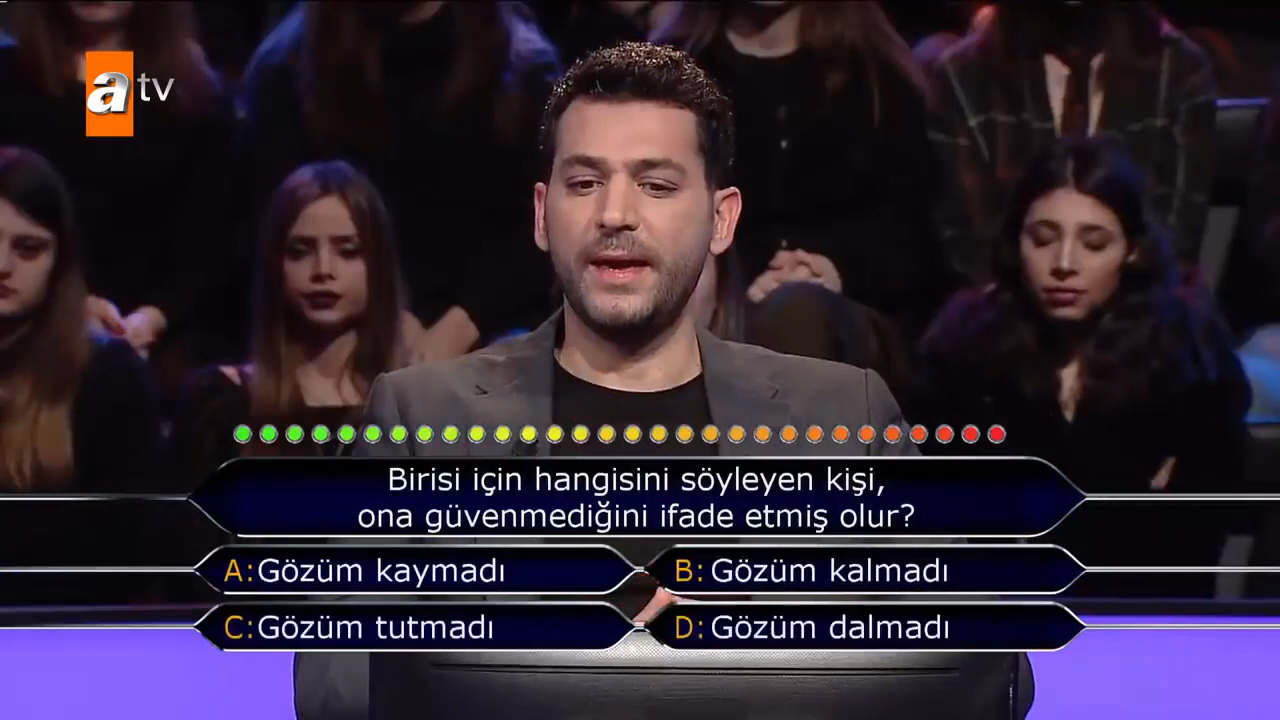 atv
Birisi için hangisini söyleyen kişi,
ona güvenmediğini ifade etmiş olur?
A: Gözüm kaymadı
B: Gözüm kalmadı
C: Gözüm tutmadı
D: Gözüm dalmadı